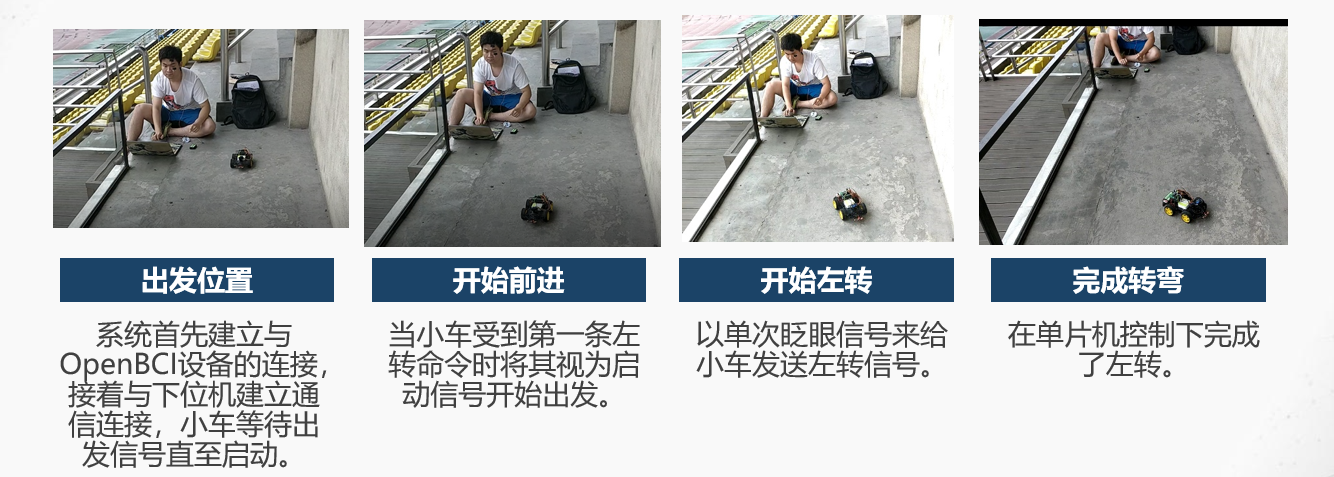 出发位置
系统首先建立与
OpenBCI设备的连接，
接着与下位机建立通
信连接，小车等待出
发信号直至启动。
开始前进
当小车受到第一条左
转命令时将其视为启
动信号开始出发。
开始左转
以单次眨眼信号来给
小车发送左转信号。
完成转弯
在单片机控制下完成
了左转。